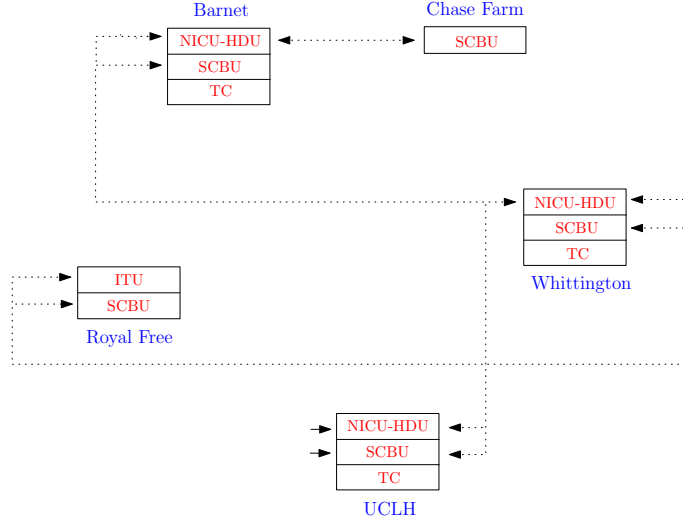 Barnet
NICU-HDU
SCBU
TC
Chase Farm
SCBU
NICU-HDU
SCBU
TC
Whittington
ITU
SCBU
Royal Free
NICU-HDU
SCBU
TC
UCLH